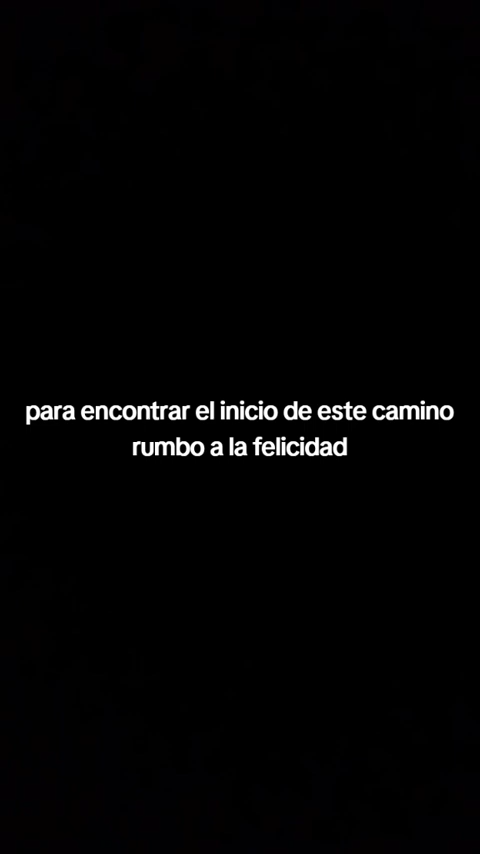 para encontrar el inicio de este camino
rumbo a la felicidad